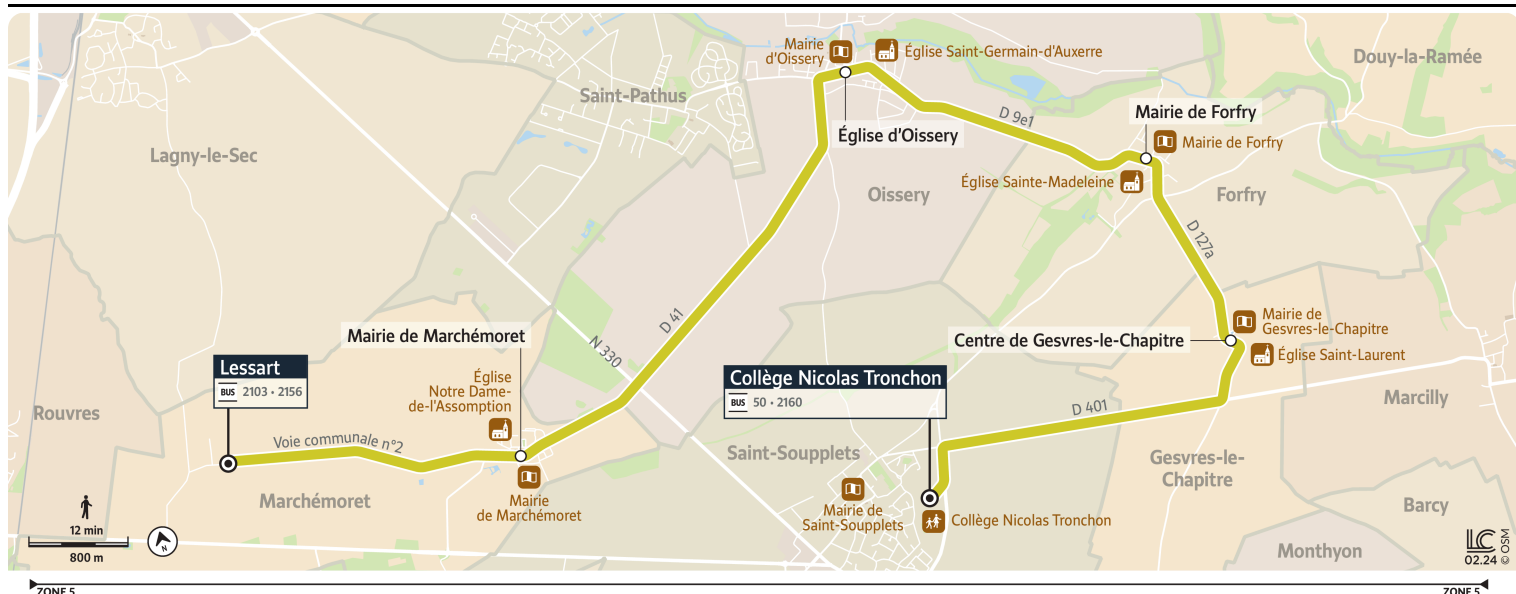 Mairie
d'Oissery
Église Saint-Germain-d'Auxerre
Douy-la-Ramée
Saint-Pathus
D 9e1
Mairie de Forfry
Église d'Oissery
Mairie de Forfry
Lagny-le-Sec
Église Sainte-Madeleine
Oissery
Forfry
D 127a
D 41
Mairie de
Gesvres-le-Chapitre
Mairie de Marchémoret
N 330
Centre de Gesvres-le-Chapitre
Église Saint-Laurent
Lessart
BUS 2103 • 2156
Église
Notre Dame-
de-l'Assomption
Collège Nicolas Tronchon
BUS 50 • 2160
Rouvres
D 401
Marcilly
Voie communale n°2
Saint-Soupplets
Gesvres-le-
Chapitre
Marchémoret
Mairie
de Marchémoret
Mairie de
Saint-Soupplets
Collège Nicolas Tronchon
Barcy
Monthyon
12 min
800 m
N
LC
02.24 © OSM
ZONE 5
ZONE 5